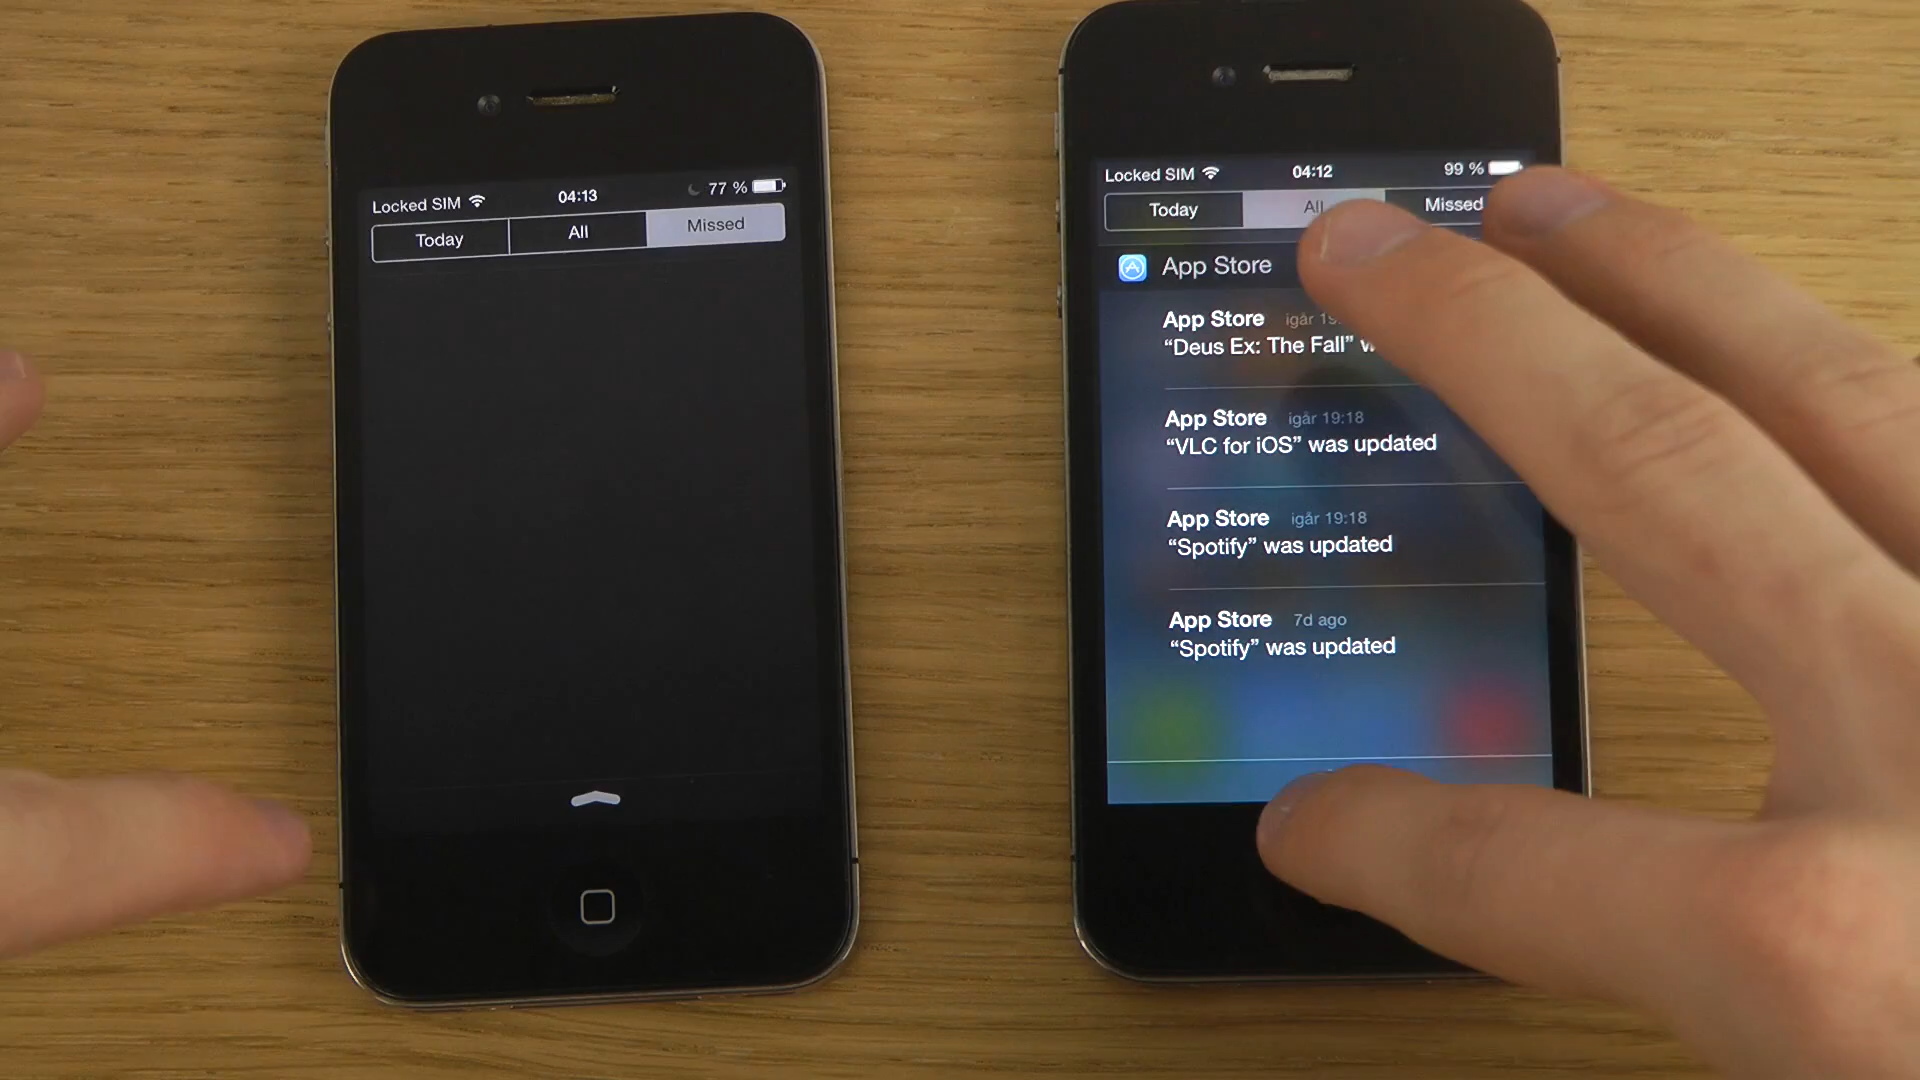 Locked SIM 04:13 77 %
Today All Missed
Locked SIM 04:12 99 %
Today All Missed
App Store
App Store igår
"Deus Ex: The Fall"
App Store igår 19:18
"VLC for iOS" was updated
App Store igår 19:18
"Spotify" was updated
App Store 7d ago
"Spotify" was updated